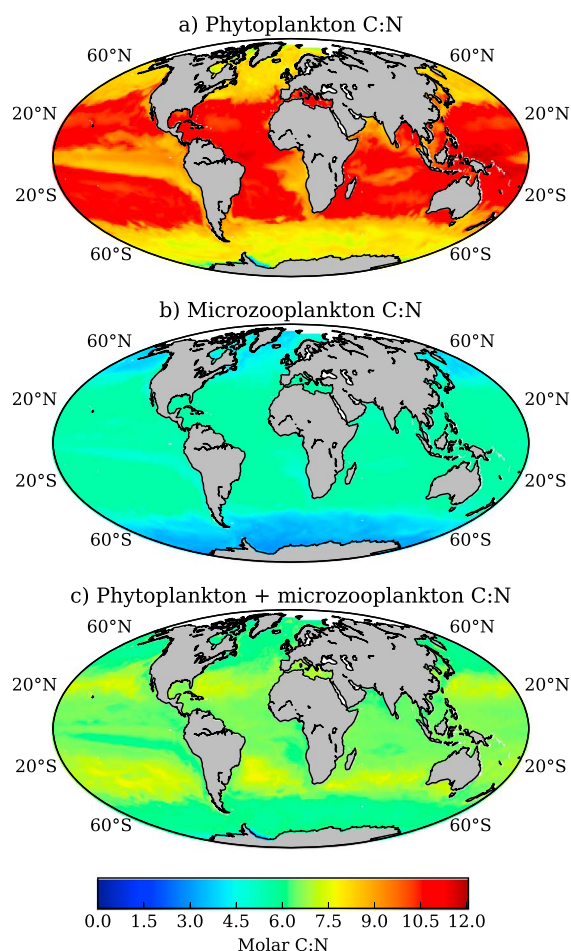 a) Phytoplankton C:N
60°N 60°N
20°N 20°N
20°S 20°S
60°S 60°S
b) Microzooplankton C:N
60°N 60°N
20°N 20°N
20°S 20°S
60°S 60°S
c) Phytoplankton + microzooplankton C:N
60°N 60°N
20°N 20°N
20°S 20°S
60°S 60°S
0.0 1.5 3.0 4.5 6.0 7.5 9.0 10.5 12.0
Molar C:N